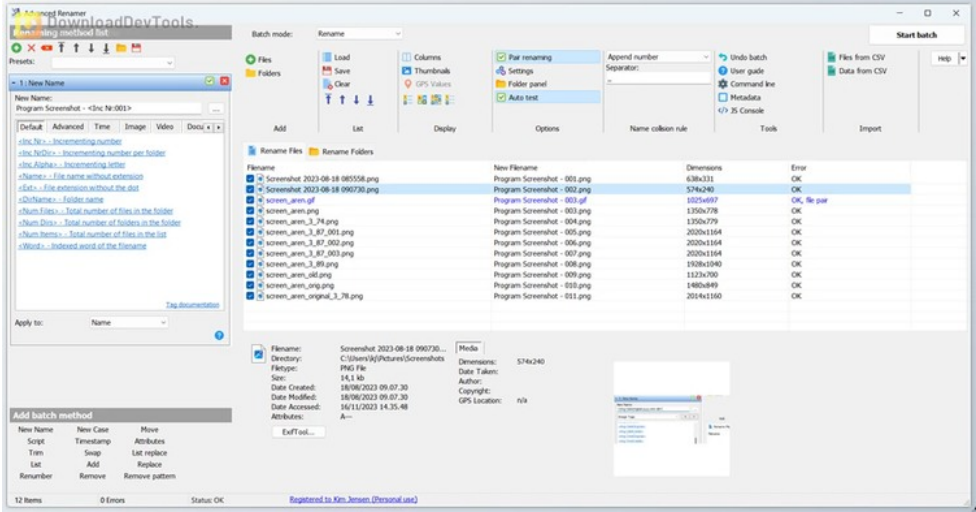 Advanced Renamer
DownloadDevTools.
Renaming method list
Presets:
1: New Name
New Name:
Program Screenshot - <Inc Nr:001>
...
Default Advanced Time Image Video Docu
<Inc Nr> - Incrementing number
<Inc NrDir> - Incrementing number per folder
<Inc Alpha> - Incrementing letter
<Name> - File name without extension
<Ext> - File extension without the dot
<DirName> - Folder name
<Num Files> - Total number of files in the folder
<Num Dirs> - Total number of folders in the folder
<Num Items> - Total number of files in the list
<Word> - Indexed word of the filename
Tag documentation
Apply to: Name
Add batch method
New Name New Case Move
Script Timestamp Attributes
Trim Swap List replace
List Add Replace
Renumber Remove Remove pattern
Batch mode: Rename
Start batch
Files
Folders
Add
Load
Save
Clear
List
Columns
Thumbnails
GPS Values
Display
Pair renaming
Settings
Folder panel
Auto test
Options
Append number
Separator:
_
Name collision rule
Undo batch
User guide
Command line
Metadata
JS Console
Tools
Files from CSV
Data from CSV
Import
Help
Rename Files Rename Folders
Filename New Filename Dimensions Error
Screenshot 2023-08-18 085558.png Program Screenshot - 001.png 638x331 OK
Screenshot 2023-08-18 090730.png Program Screenshot - 002.png 574x240 OK
screen_aren.gif Program Screenshot - 003.gif 1025x697 OK, file pair
screen_aren.png Program Screenshot - 003.png 1350x778 OK
screen_aren_3_74.png Program Screenshot - 004.png 1350x779 OK
screen_aren_3_87_001.png Program Screenshot - 005.png 2020x1164 OK
screen_aren_3_87_002.png Program Screenshot - 006.png 2020x1164 OK
screen_aren_3_87_003.png Program Screenshot - 007.png 2020x1164 OK
screen_aren_3_89.png Program Screenshot - 008.png 1928x1040 OK
screen_aren_old.png Program Screenshot - 009.png 1123x700 OK
screen_aren_orig.png Program Screenshot - 010.png 1480x849 OK
screen_aren_original_3_78.png Program Screenshot - 011.png 2014x1160 OK
Filename: Screenshot 2023-08-18 090730...
Directory: C:\Users\kj\Pictures\Screenshots
Filetype: PNG File
Size: 14,1 kb
Date Created: 18/08/2023 09.07.30
Date Modified: 18/08/2023 09.07.30
Date Accessed: 16/11/2023 14.35.48
Attributes: A---
ExifTool...
Media
Dimensions: 574x240
Date Taken:
Author:
Copyright:
GPS Location: n/a
12 Items 0 Errors Status: OK Registered to Kim Jensen (Personal use)